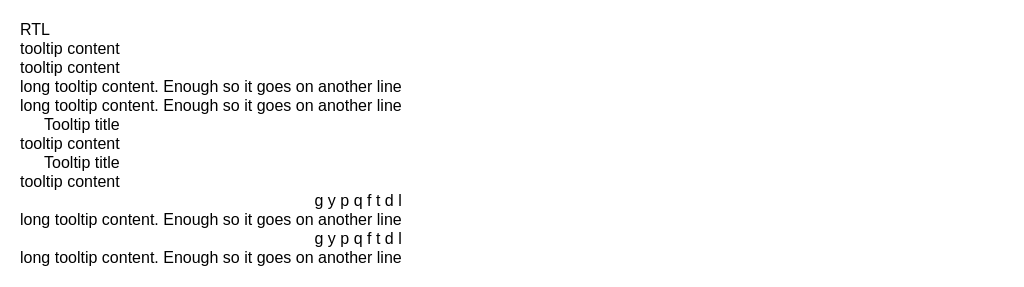 RTL
tooltip content
tooltip content
long tooltip content. Enough so it goes on another line
long tooltip content. Enough so it goes on another line
Tooltip title
tooltip content
Tooltip title
tooltip content
g y p q f t d l
long tooltip content. Enough so it goes on another line
g y p q f t d l
long tooltip content. Enough so it goes on another line